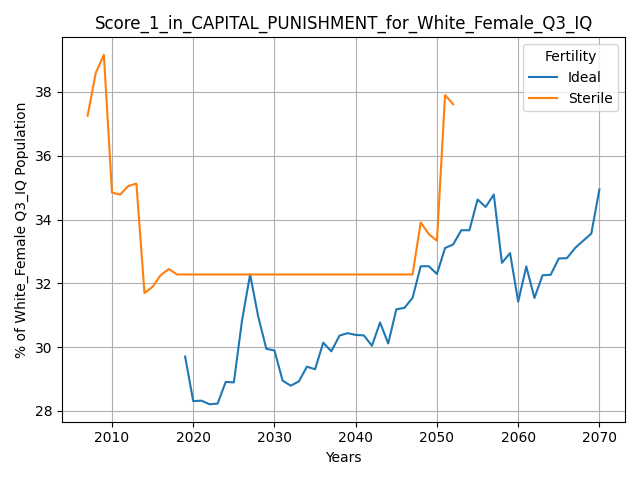 Score_1_in_CAPITAL_PUNISHMENT_for_White_Female_Q3_IQ
% of White_Female Q3_IQ Population
38
36
34
32
30
28
Fertility
Ideal
Sterile
2010 2020 2030 2040 2050 2060 2070
Years